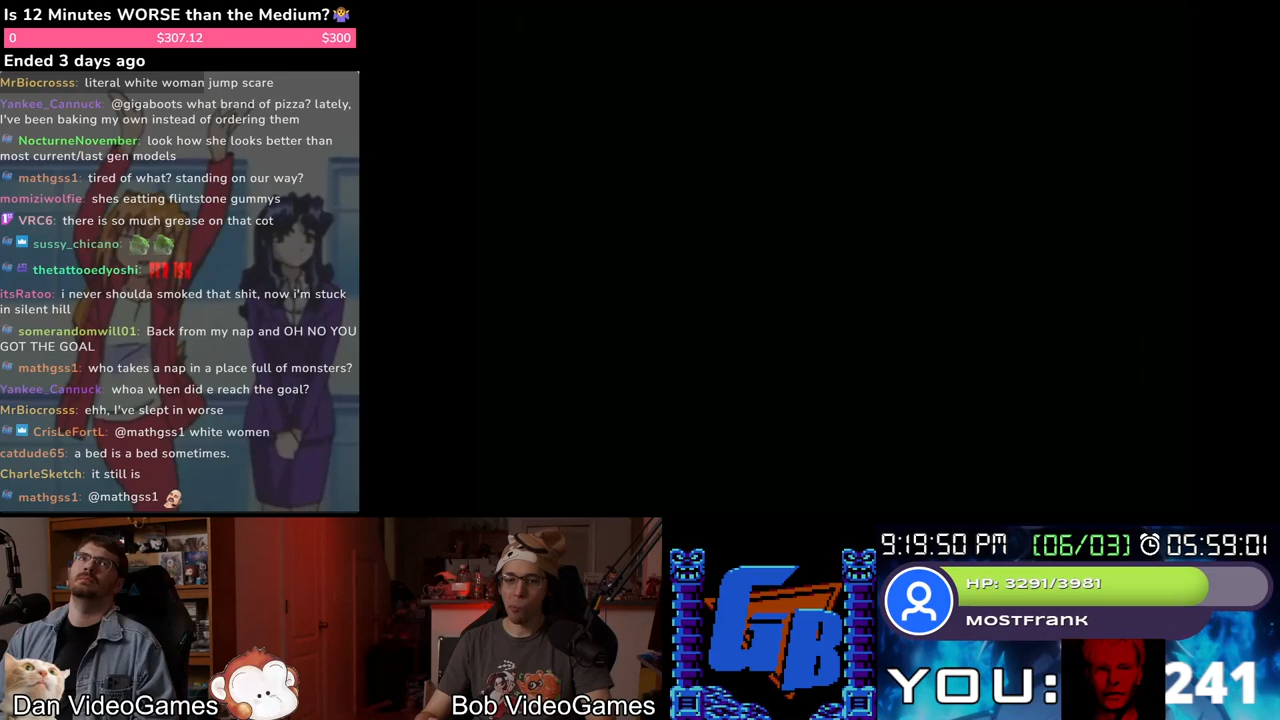 Is 12 Minutes WORSE than the Medium?🤷
0 $307.12 $300
Ended 3 days ago
MrBiocrosss: literal white woman jump scare
Yankee_Cannuck: @gigaboots what brand of pizza? lately,
I've been baking my own instead of ordering them
NocturneNovember: look how she looks better than
most current/last gen models
mathgss1: tired of what? standing on our way?
momiziwolfie: shes eatting flintstone gummys
VRC6: there is so much grease on that cot
sussy_chicano:
thetattooedyoshi:
itsRatoo: i never shoulda smoked that shit, now i'm stuck
in silent hill
somerandomwill01: Back from my nap and OH NO YOU
GOT THE GOAL
mathgss1: who takes a nap in a place full of monsters?
Yankee_Cannuck: whoa when did e reach the goal?
MrBiocrosss: ehh, I've slept in worse
CrisLeFortL: @mathgss1 white women
catdude65: a bed is a bed sometimes.
CharleSketch: it still is
mathgss1: @mathgss1
Dan VideoGames
Bob VideoGames
GB
9:19:50 PM [06/03] 05:59:01
HP: 3291/3981
MostFrank
YOU: 241